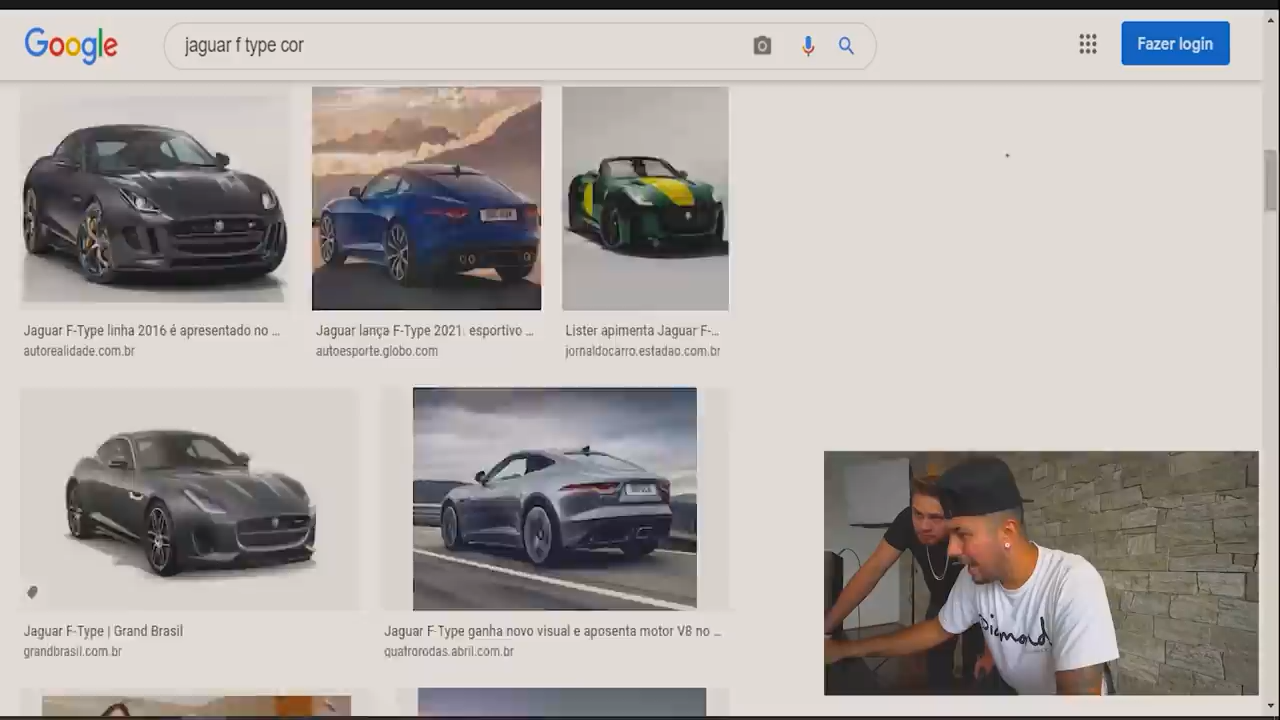 Google
jaguar f type cor
Fazer login
Jaguar F-Type linha 2016 é apresentado no ...
autorealidade.com.br
Jaguar lança F-Type 2021: esportivo ...
autoesporte.globo.com
Lister apimenta Jaguar F-...
jornaldocarro.estadao.com.br
Jaguar F-Type | Grand Brasil
grandbrasil.com.br
Jaguar F-Type ganha novo visual e aposenta motor V8 no ...
quatrorodas.abril.com.br
Diamond